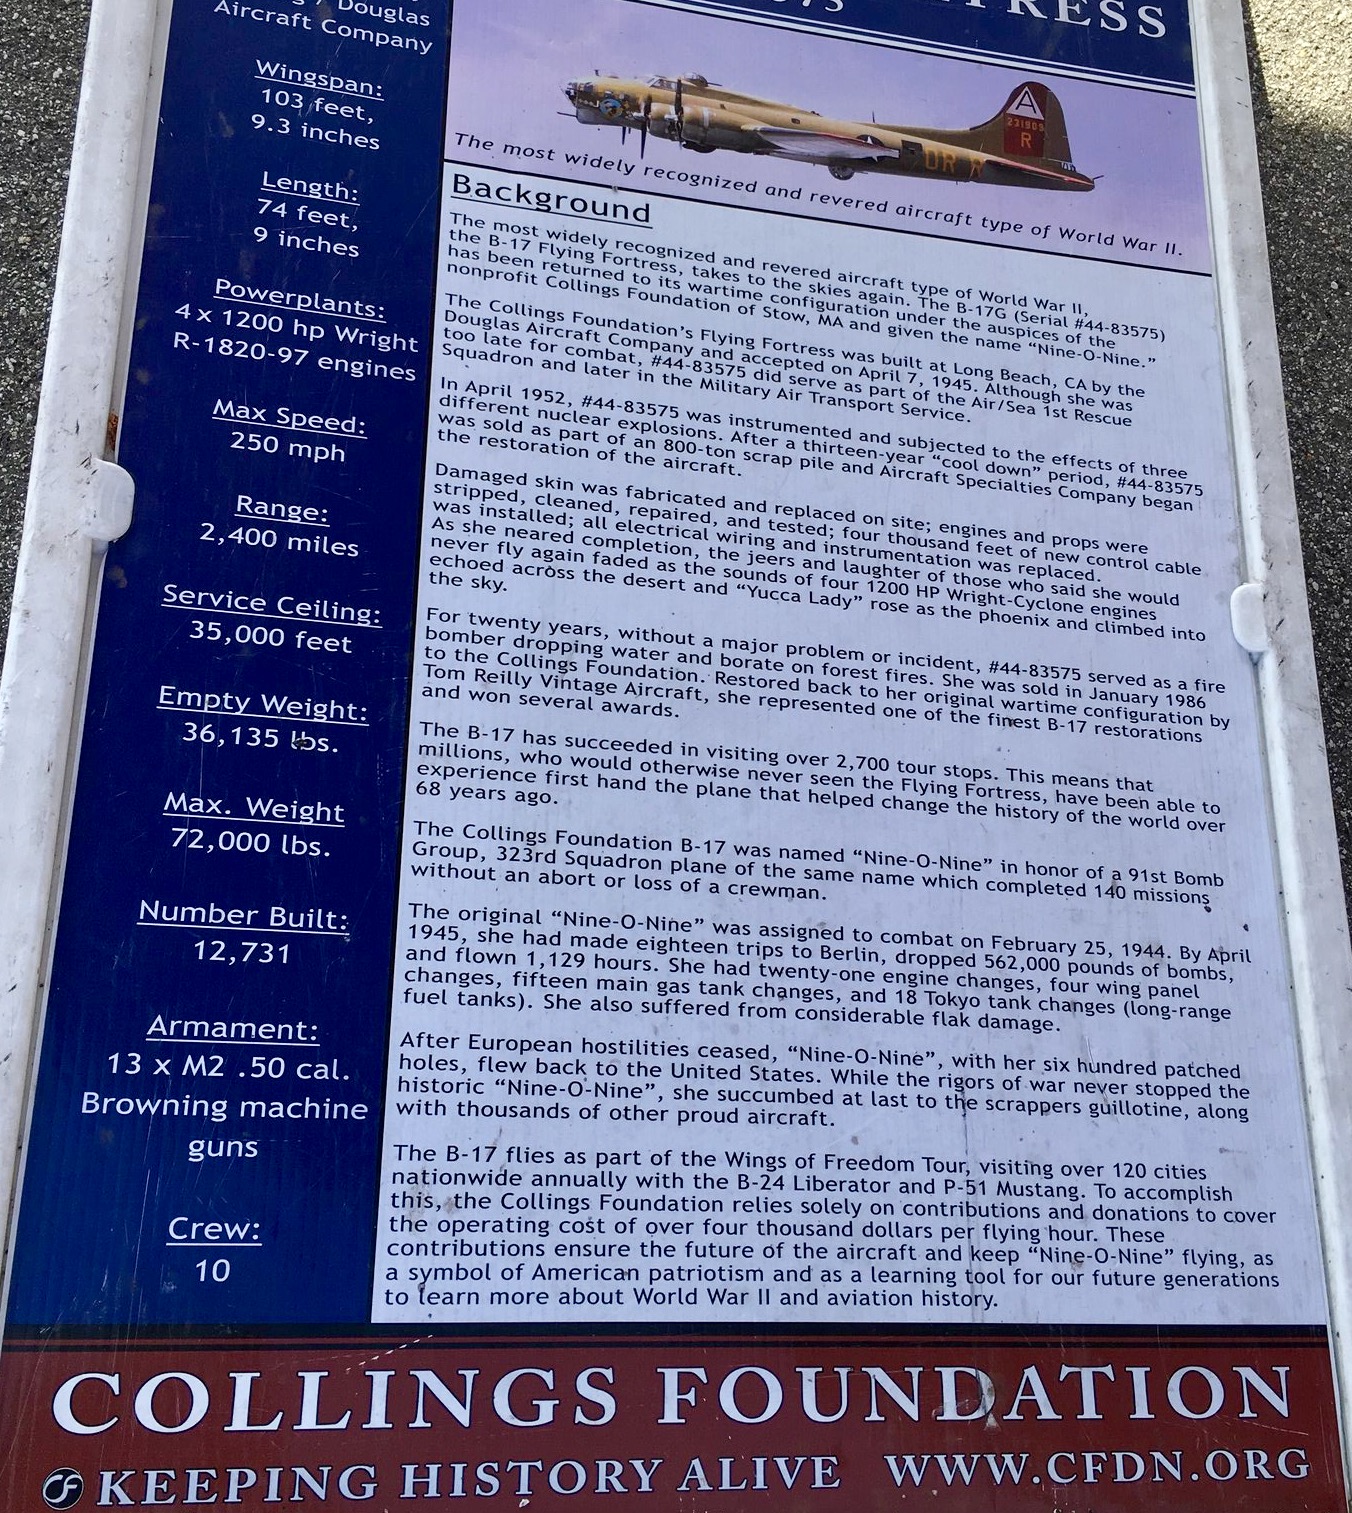 Douglas
Aircraft Company
Wingspan:
103 feet,
9.3 inches
Length:
74 feet,
9 inches
Powerplants:
4 x 1200 hp Wright
R-1820-97 engines
Max Speed:
250 mph
Range:
2,400 miles
Service Ceiling:
35,000 feet
Empty Weight:
36,135 lbs.
Max. Weight
72,000 lbs.
Number Built:
12,731
Armament:
13 x M2 .50 cal.
Browning machine
guns
Crew:
10
A
231909
R
OR R
The most widely recognized and revered aircraft type of World War II.
Background
The most widely recognized and revered aircraft type of World War II,
the B-17 Flying Fortress, takes to the skies again. The B-17G (Serial #44-83575)
has been returned to its wartime configuration under the auspices of the
nonprofit Collings Foundation of Stow, MA and given the name "Nine-O-Nine."
The Collings Foundation's Flying Fortress was built at Long Beach, CA by the
Douglas Aircraft Company and accepted on April 7, 1945. Although she was
too late for combat, #44-83575 did serve as part of the Air/Sea 1st Rescue
Squadron and later in the Military Air Transport Service.
In April 1952, #44-83575 was instrumented and subjected to the effects of three
different nuclear explosions. After a thirteen-year "cool down" period, #44-83575
was sold as part of an 800-ton scrap pile and Aircraft Specialties Company began
the restoration of the aircraft.
Damaged skin was fabricated and replaced on site; engines and props were
stripped, cleaned, repaired, and tested; four thousand feet of new control cable
was installed; all electrical wiring and instrumentation was replaced.
As she neared completion, the jeers and laughter of those who said she would
never fly again faded as the sounds of four 1200 HP Wright-Cyclone engines
echoed across the desert and "Yucca Lady" rose as the phoenix and climbed into
the sky.
For twenty years, without a major problem or incident, #44-83575 served as a fire
bomber dropping water and borate on forest fires. She was sold in January 1986
to the Collings Foundation. Restored back to her original wartime configuration by
Tom Reilly Vintage Aircraft, she represented one of the finest B-17 restorations
and won several awards.
The B-17 has succeeded in visiting over 2,700 tour stops. This means that
millions, who would otherwise never seen the Flying Fortress, have been able to
experience first hand the plane that helped change the history of the world over
68 years ago.
The Collings Foundation B-17 was named "Nine-O-Nine" in honor of a 91st Bomb
Group, 323rd Squadron plane of the same name which completed 140 missions
without an abort or loss of a crewman.
The original "Nine-O-Nine" was assigned to combat on February 25, 1944. By April
1945, she had made eighteen trips to Berlin, dropped 562,000 pounds of bombs,
and flown 1,129 hours. She had twenty-one engine changes, four wing panel
changes, fifteen main gas tank changes, and 18 Tokyo tank changes (long-range
fuel tanks). She also suffered from considerable flak damage.
After European hostilities ceased, "Nine-O-Nine", with her six hundred patched
holes, flew back to the United States. While the rigors of war never stopped the
historic "Nine-O-Nine", she succumbed at last to the scrappers guillotine, along
with thousands of other proud aircraft.
The B-17 flies as part of the Wings of Freedom Tour, visiting over 120 cities
nationwide annually with the B-24 Liberator and P-51 Mustang. To accomplish
this, the Collings Foundation relies solely on contributions and donations to cover
the operating cost of over four thousand dollars per flying hour. These
contributions ensure the future of the aircraft and keep "Nine-O-Nine" flying, as
a symbol of American patriotism and as a learning tool for our future generations
to learn more about World War II and aviation history.
COLLINGS FOUNDATION
CF KEEPING HISTORY ALIVE WWW.CFDN.ORG